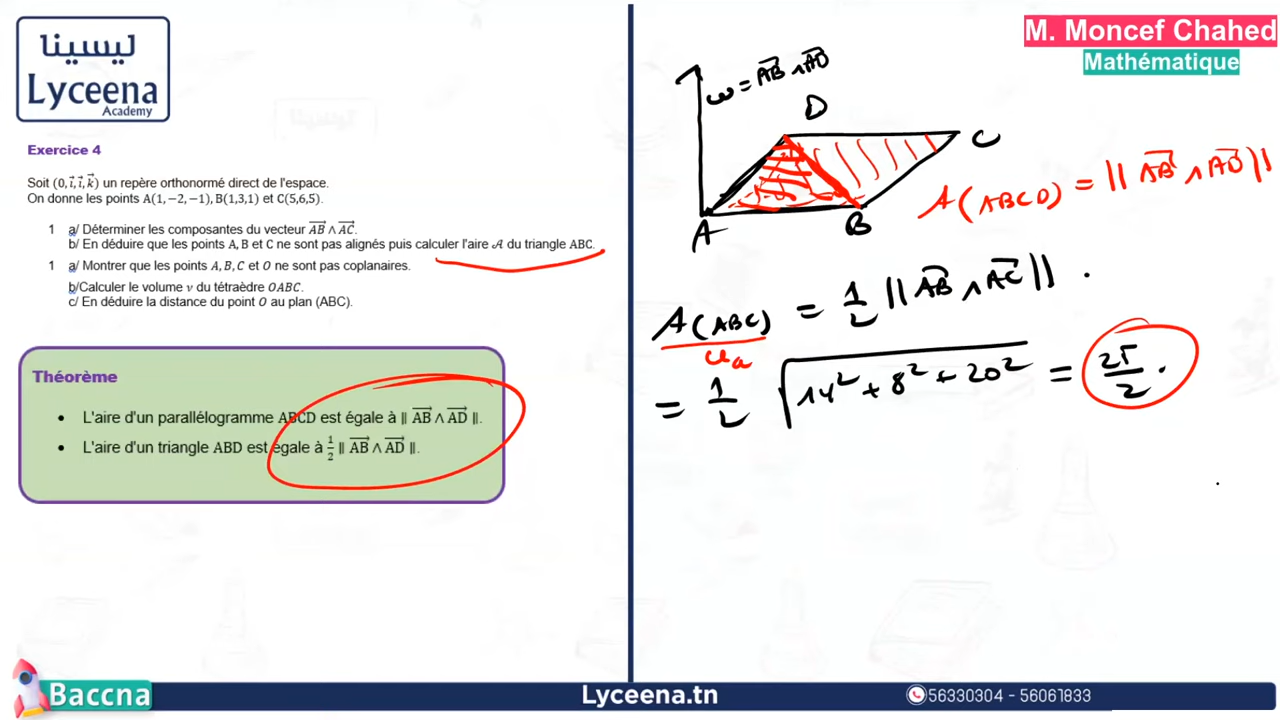 ليسينا
Lyceena
Academy
M. Moncef Chahed
Mathématique
Exercice 4
Soit (0, i⃗, i⃗, k⃗) un repère orthonormé direct de l'espace.
On donne les points A(1,−2,−1), B(1,3,1) et C(5,6,5).
1 a/ Déterminer les composantes du vecteur AB⃗ ∧ AC⃗.
b/ En déduire que les points A, B et C ne sont pas alignés puis calculer l'aire 𝒜 du triangle ABC.
1 a/ Montrer que les points A, B, C et O ne sont pas coplanaires.
b/Calculer le volume v du tétraèdre OABC.
c/ En déduire la distance du point O au plan (ABC).
Théorème
• L'aire d'un parallélogramme ABCD est égale à ‖ AB⃗ ∧ AD⃗ ‖.
• L'aire d'un triangle ABD est égale à 1/2 ‖ AB⃗ ∧ AD⃗ ‖.
ω = AB⃗ ∧ AD⃗
D
C
A
B
A(ABCD) = ‖ AB⃗ ∧ AD⃗ ‖
A(ABC) = 1/2 ‖ AB⃗ ∧ AC⃗ ‖ .
ua
= 1/2 √(14² + 8² + 20²) = 25/2 .
Baccna
Lyceena.tn
56330304 - 56061833